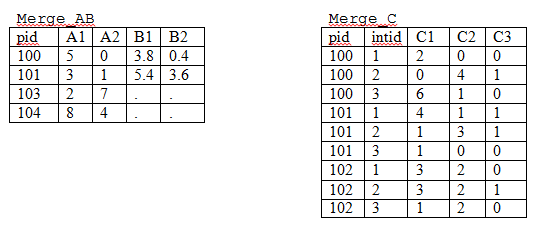 Merge_AB
pid A1 A2 B1 B2
100 5 0 3.8 0.4
101 3 1 5.4 3.6
103 2 7 . .
104 8 4 . .
Merge_C
pid intid C1 C2 C3
100 1 2 0 0
100 2 0 4 1
100 3 6 1 0
101 1 4 1 1
101 2 1 3 1
101 3 1 0 0
102 1 3 2 0
102 2 3 2 1
102 3 1 2 0